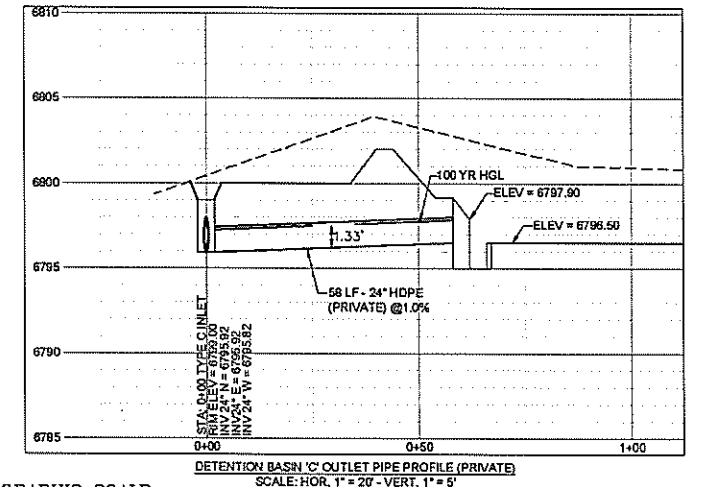 6810
6805
6800
6795
6790
6785
100 YR HGL
ELEV = 6797.90
ELEV = 6796.50
1.33'
58 LF - 24" HDPE
(PRIVATE) @1.0%
STA: 0+00 TYPE C INLET
RIM ELEV = 6799.00
INV 24" N = 6795.92
INV 24" E = 6795.92
INV 24" W = 6795.82
0+00
0+50
1+00
DETENTION BASIN 'C' OUTLET PIPE PROFILE (PRIVATE)
SCALE: HOR, 1" = 20' - VERT, 1" = 5'